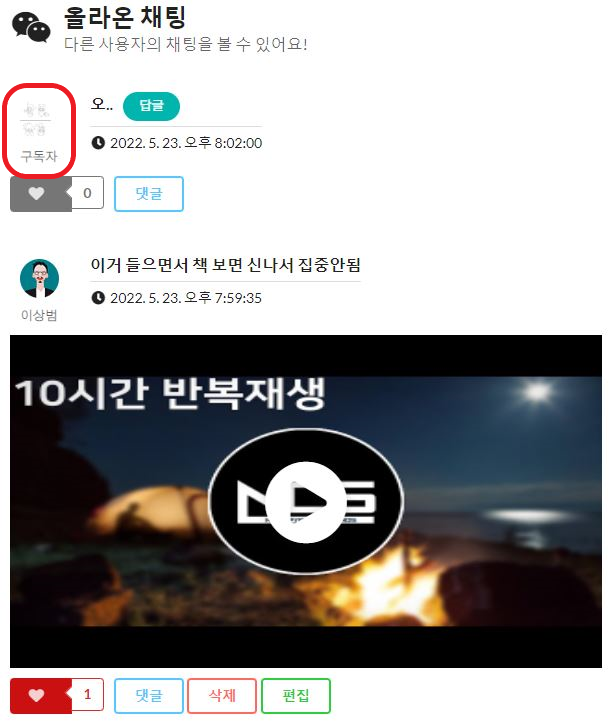 올라온 채팅
다른 사용자의 채팅을 볼 수 있어요!
오.. 답글
2022. 5. 23. 오후 8:02:00
구독자
0 댓글
이거 들으면서 책 보면 신나서 집중안됨
2022. 5. 23. 오후 7:59:35
이상범
10시간 반복재생
1 댓글 삭제 편집